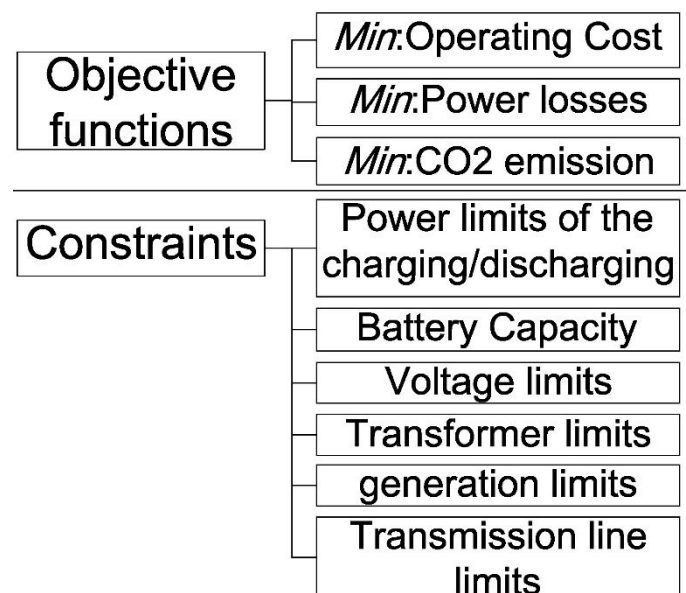 Objective
functions
Min:Operating Cost
Min:Power losses
Min:CO2 emission
Constraints
Power limits of the
charging/discharging
Battery Capacity
Voltage limits
Transformer limits
generation limits
Transmission line
limits